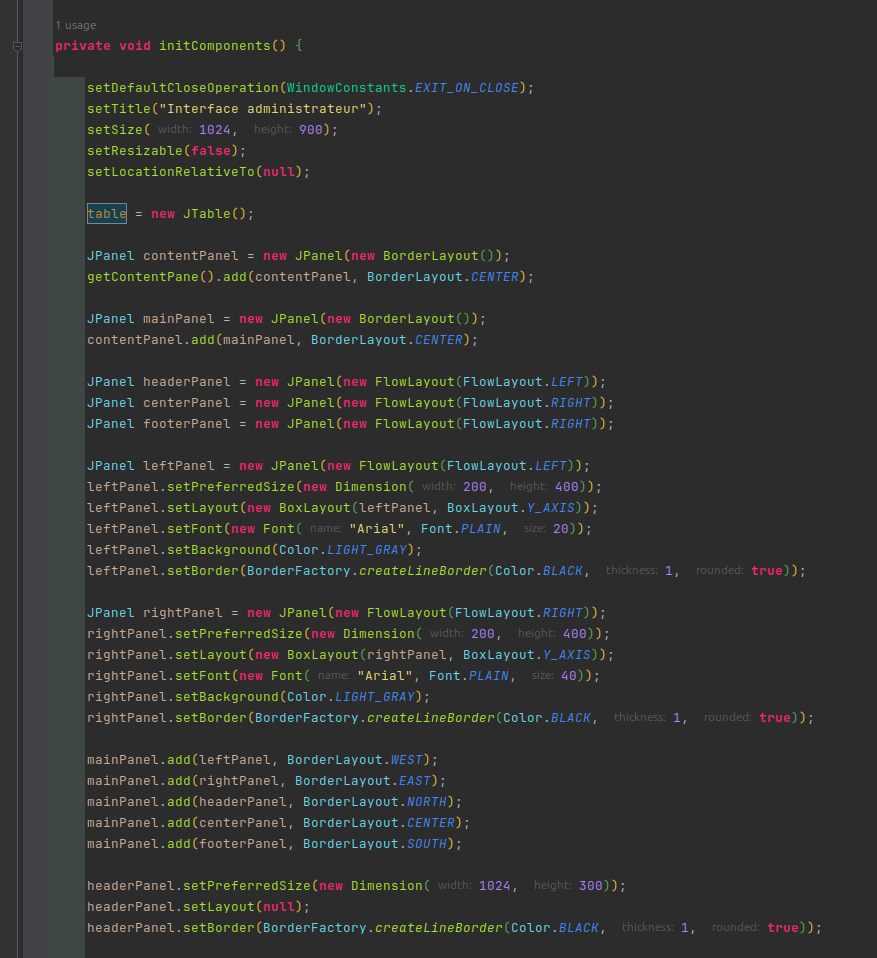 1 usage
private void initComponents() {
setDefaultCloseOperation(WindowConstants.EXIT_ON_CLOSE);
setTitle("Interface administrateur");
setSize( width: 1024, height: 900);
setResizable(false);
setLocationRelativeTo(null);
table = new JTable();
JPanel contentPanel = new JPanel(new BorderLayout());
getContentPane().add(contentPanel, BorderLayout.CENTER);
JPanel mainPanel = new JPanel(new BorderLayout());
contentPanel.add(mainPanel, BorderLayout.CENTER);
JPanel headerPanel = new JPanel(new FlowLayout(FlowLayout.LEFT));
JPanel centerPanel = new JPanel(new FlowLayout(FlowLayout.RIGHT));
JPanel footerPanel = new JPanel(new FlowLayout(FlowLayout.RIGHT));
JPanel leftPanel = new JPanel(new FlowLayout(FlowLayout.LEFT));
leftPanel.setPreferredSize(new Dimension( width: 200, height: 400));
leftPanel.setLayout(new BoxLayout(leftPanel, BoxLayout.Y_AXIS));
leftPanel.setFont(new Font( name: "Arial", Font.PLAIN, size: 20));
leftPanel.setBackground(Color.LIGHT_GRAY);
leftPanel.setBorder(BorderFactory.createLineBorder(Color.BLACK, thickness: 1, rounded: true));
JPanel rightPanel = new JPanel(new FlowLayout(FlowLayout.RIGHT));
rightPanel.setPreferredSize(new Dimension( width: 200, height: 400));
rightPanel.setLayout(new BoxLayout(rightPanel, BoxLayout.Y_AXIS));
rightPanel.setFont(new Font( name: "Arial", Font.PLAIN, size: 40));
rightPanel.setBackground(Color.LIGHT_GRAY);
rightPanel.setBorder(BorderFactory.createLineBorder(Color.BLACK, thickness: 1, rounded: true));
mainPanel.add(leftPanel, BorderLayout.WEST);
mainPanel.add(rightPanel, BorderLayout.EAST);
mainPanel.add(headerPanel, BorderLayout.NORTH);
mainPanel.add(centerPanel, BorderLayout.CENTER);
mainPanel.add(footerPanel, BorderLayout.SOUTH);
headerPanel.setPreferredSize(new Dimension( width: 1024, height: 300));
headerPanel.setLayout(null);
headerPanel.setBorder(BorderFactory.createLineBorder(Color.BLACK, thickness: 1, rounded: true));